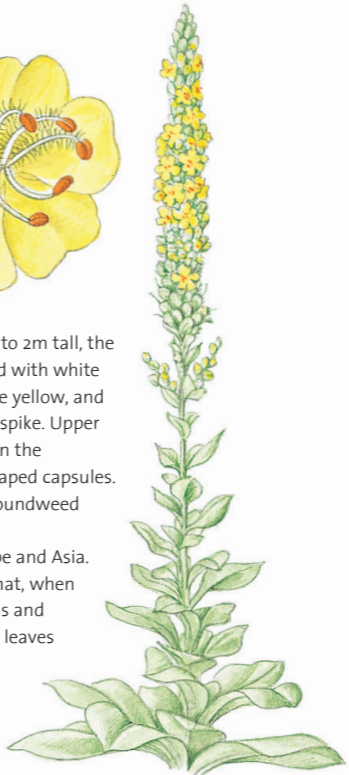 to 2m tall, the
d with white
e yellow, and
spike. Upper
n the
aped capsules.
oundweed
be and Asia.
hat, when
s and
leaves